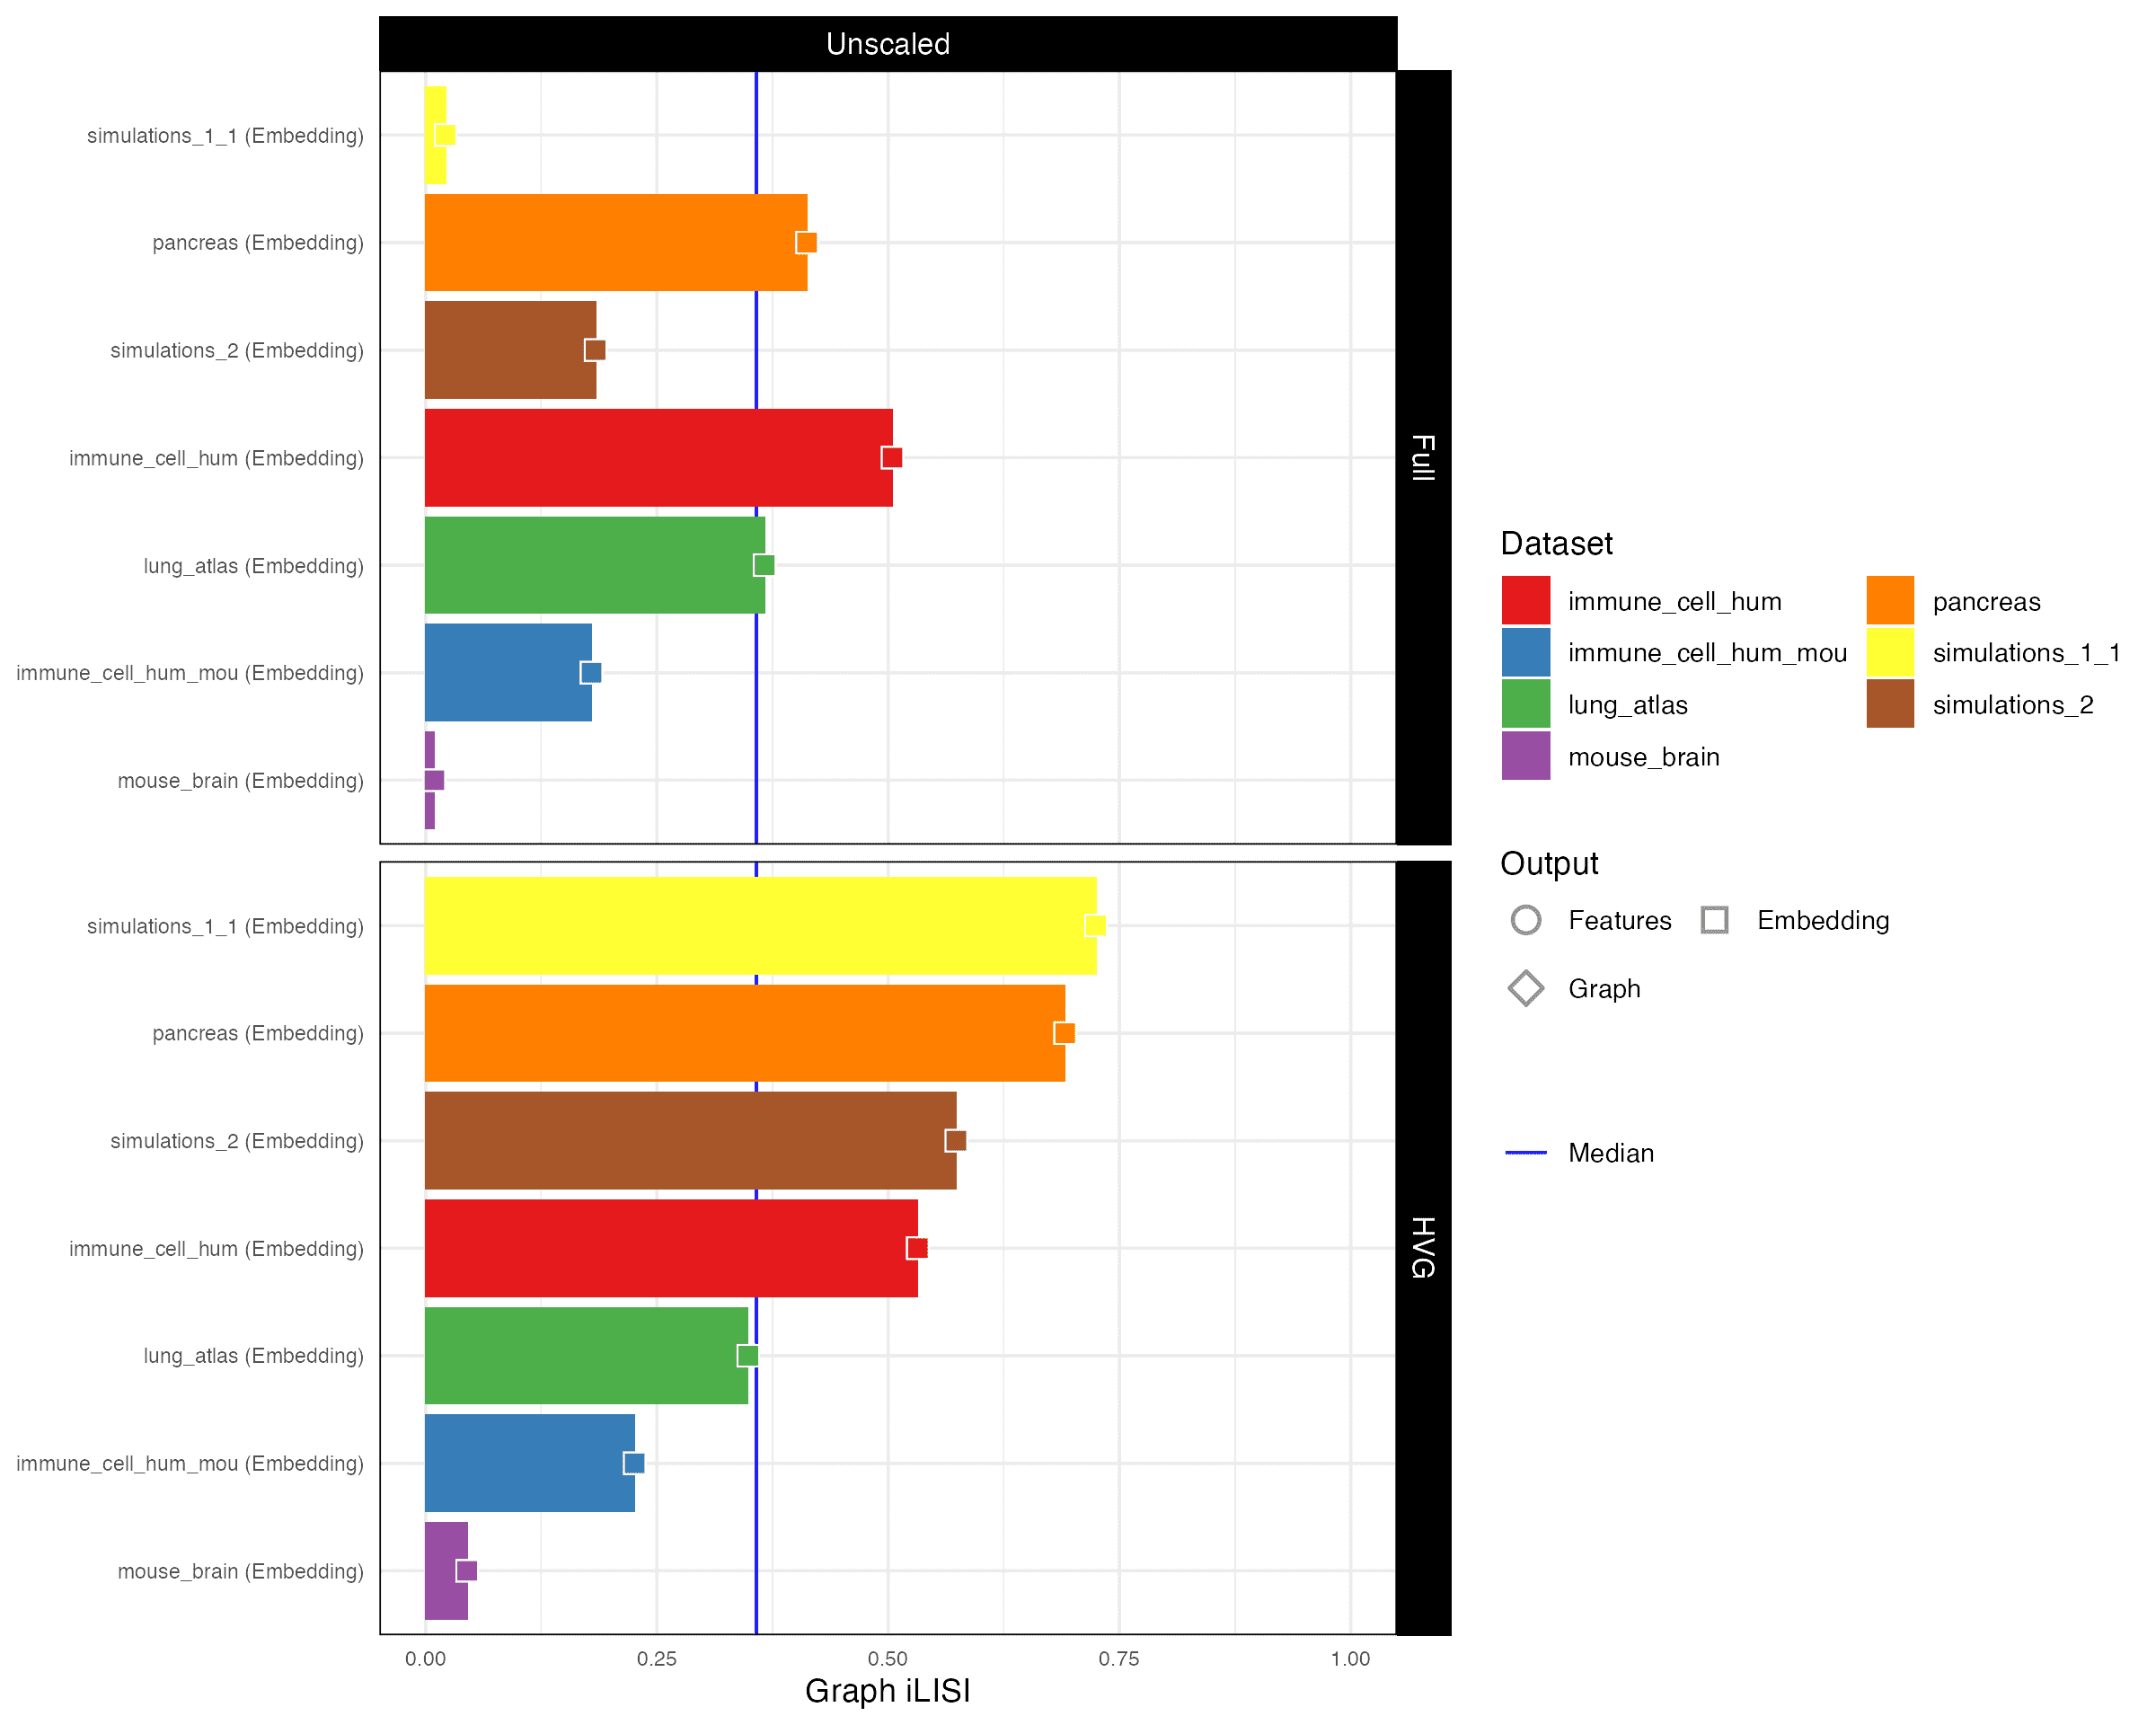 Unscaled
simulations_1_1 (Embedding)
pancreas (Embedding)
simulations_2 (Embedding)
immune_cell_hum (Embedding)
lung_atlas (Embedding)
immune_cell_hum_mou (Embedding)
mouse_brain (Embedding)
Full
simulations_1_1 (Embedding)
pancreas (Embedding)
simulations_2 (Embedding)
immune_cell_hum (Embedding)
lung_atlas (Embedding)
immune_cell_hum_mou (Embedding)
mouse_brain (Embedding)
HVG
0.00 0.25 0.50 0.75 1.00
Graph iLISI
Dataset
immune_cell_hum pancreas
immune_cell_hum_mou simulations_1_1
lung_atlas simulations_2
mouse_brain
Output
Features Embedding
Graph
Median